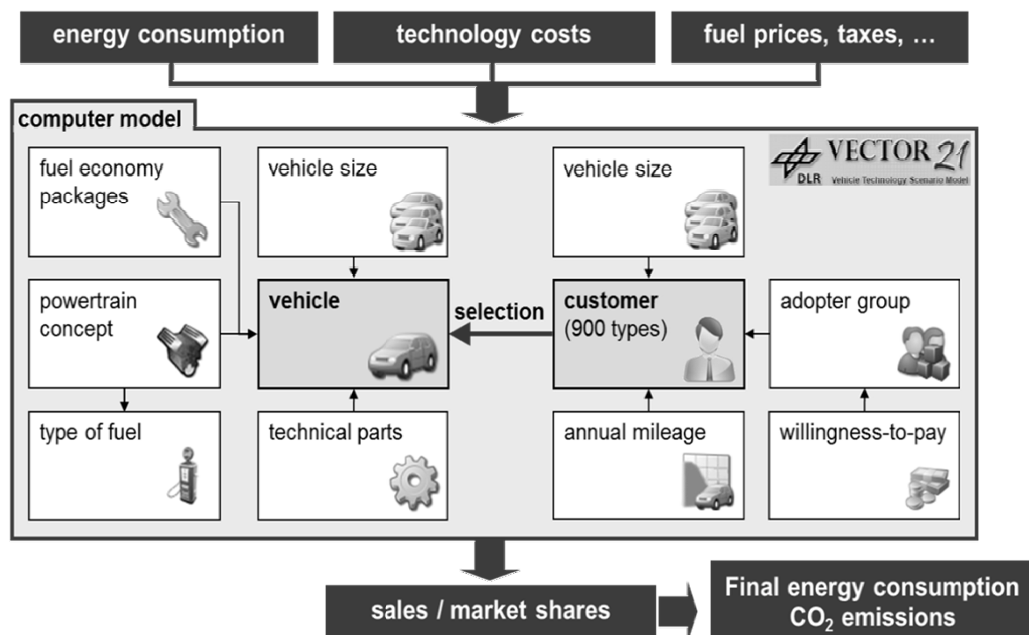 energy consumption
technology costs
fuel prices, taxes, ...
computer model
VECTOR 21
DLR
Vehicle Technology Scenario Model
fuel economy
packages
vehicle size
vehicle size
powertrain
concept
vehicle
selection
customer
(900 types)
adopter group
type of fuel
technical parts
annual mileage
willingness-to-pay
sales / market shares
Final energy consumption
CO₂ emissions